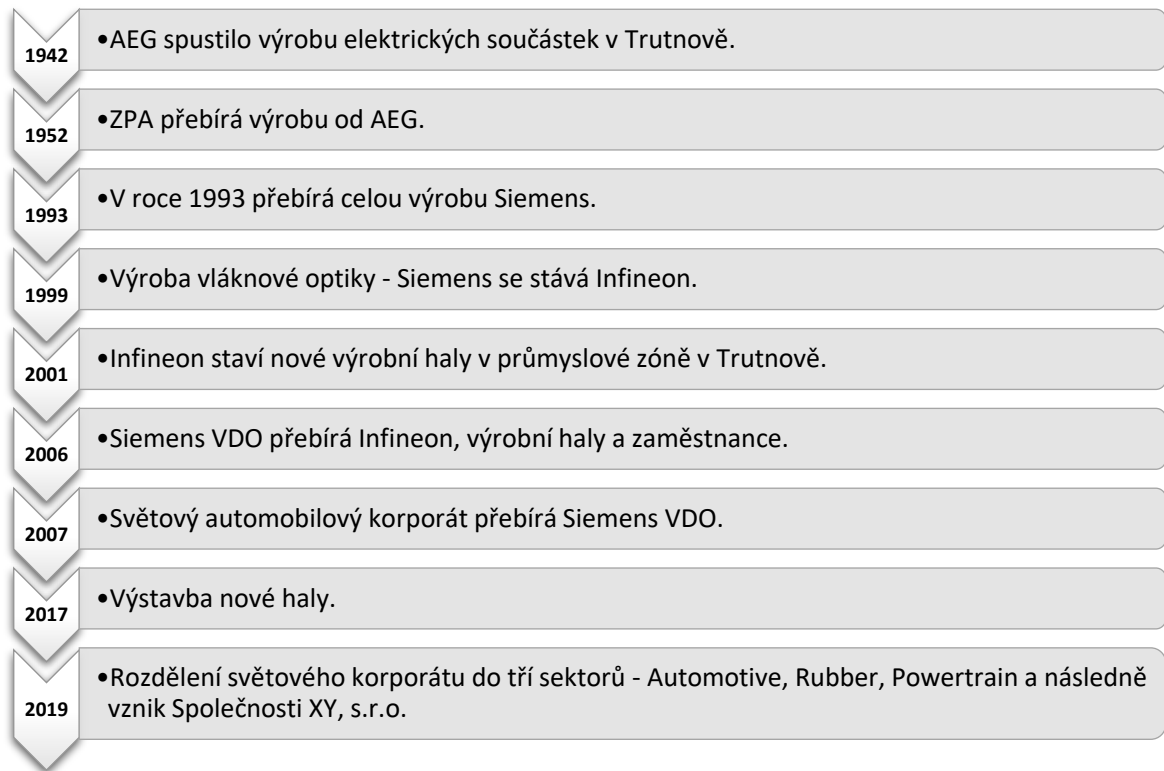 1942
•AEG spustilo výrobu elektrických součástek v Trutnově.
1952
•ZPA přebírá výrobu od AEG.
1993
•V roce 1993 přebírá celou výrobu Siemens.
1999
•Výroba vláknové optiky - Siemens se stává Infineon.
2001
•Infineon staví nové výrobní haly v průmyslové zóně v Trutnově.
2006
•Siemens VDO přebírá Infineon, výrobní haly a zaměstnance.
2007
•Světový automobilový korporát přebírá Siemens VDO.
2017
•Výstavba nové haly.
2019
•Rozdělení světového korporátu do tří sektorů - Automotive, Rubber, Powertrain a následně
vznik Společnosti XY, s.r.o.